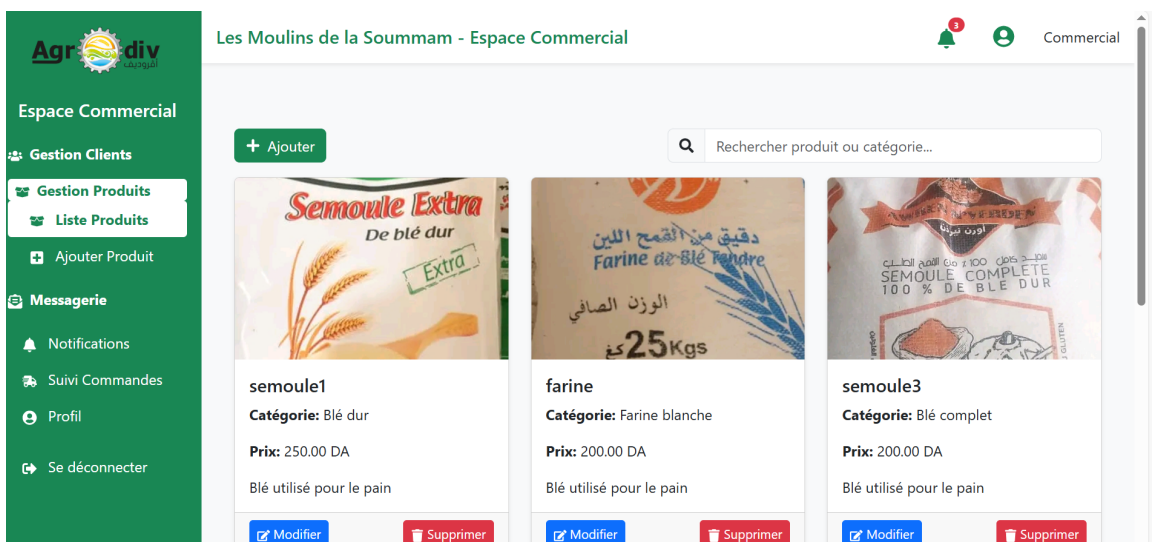 Agr div
أقروديف
Les Moulins de la Soummam - Espace Commercial
3
Commercial
Espace Commercial
Gestion Clients
Gestion Produits
Liste Produits
Ajouter Produit
Messagerie
Notifications
Suivi Commandes
Profil
Se déconnecter
Ajouter
Rechercher produit ou catégorie...
Semoule Extra
De blé dur
Extra
semoule1
Catégorie: Blé dur
Prix: 250.00 DA
Blé utilisé pour le pain
Modifier
Supprimer
دقيق من القمح اللين
Farine de Blé Tendre
الوزن الصافي
25Kgs كغ
farine
Catégorie: Farine blanche
Prix: 200.00 DA
Blé utilisé pour le pain
Modifier
Supprimer
SEMOULE COMPLETE
100 % DE BLE DUR
GLUTEN
semoule3
Catégorie: Blé complet
Prix: 200.00 DA
Blé utilisé pour le pain
Modifier
Supprimer